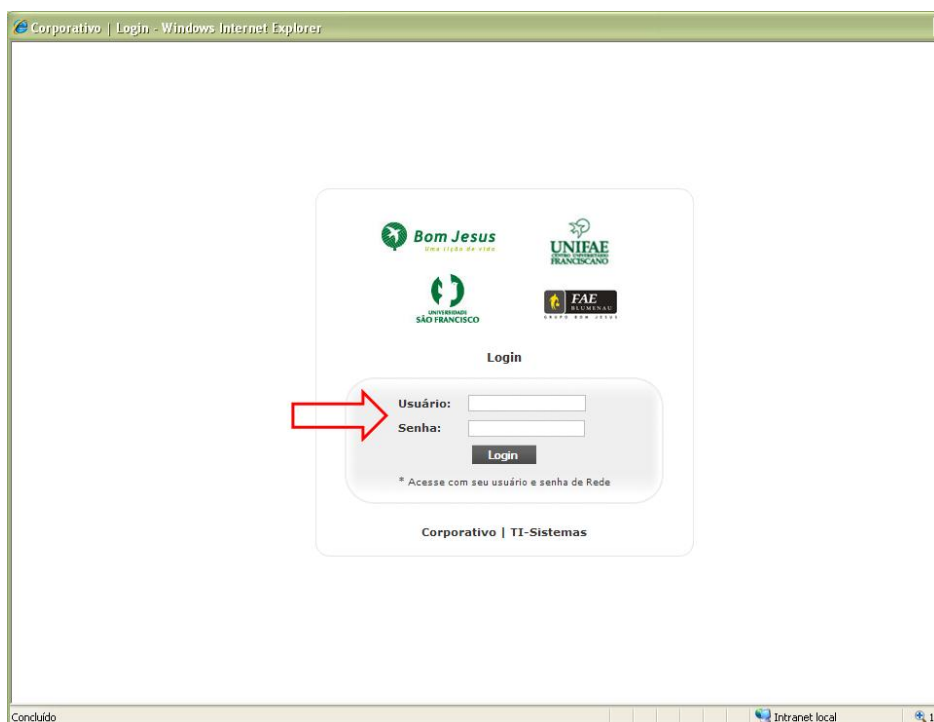 Corporativo | Login - Windows Internet Explorer
Bom Jesus
Uma lição de vida
UNIFAE
CENTRO UNIVERSITÁRIO
FRANCISCANO
UNIVERSIDADE
SÃO FRANCISCO
FAE
BLUMENAU
GRUPO BOM JESUS
Login
Usuário:
Senha:
Login
* Acesse com seu usuário e senha de Rede
Corporativo | TI-Sistemas
Concluído
Intranet local
1